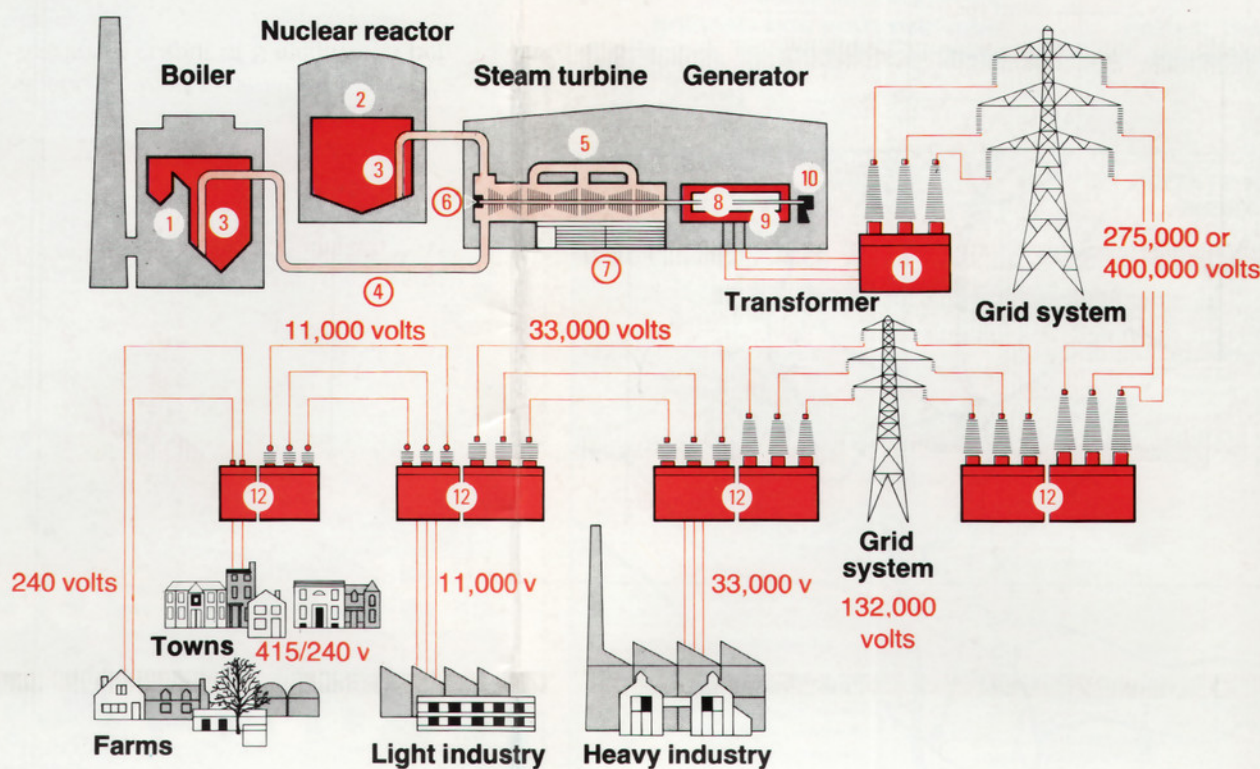 Nuclear reactor
Boiler
Steam turbine
Generator
2
5
10
3
6
8
1
3
9
7
11
4
275,000 or
400,000 volts
Transformer
Grid system
11,000 volts
33,000 volts
12
12
12
12
240 volts
11,000 v
33,000 v
Grid
system
132,000
volts
Towns
415/240 v
Farms
Light industry
Heavy industry